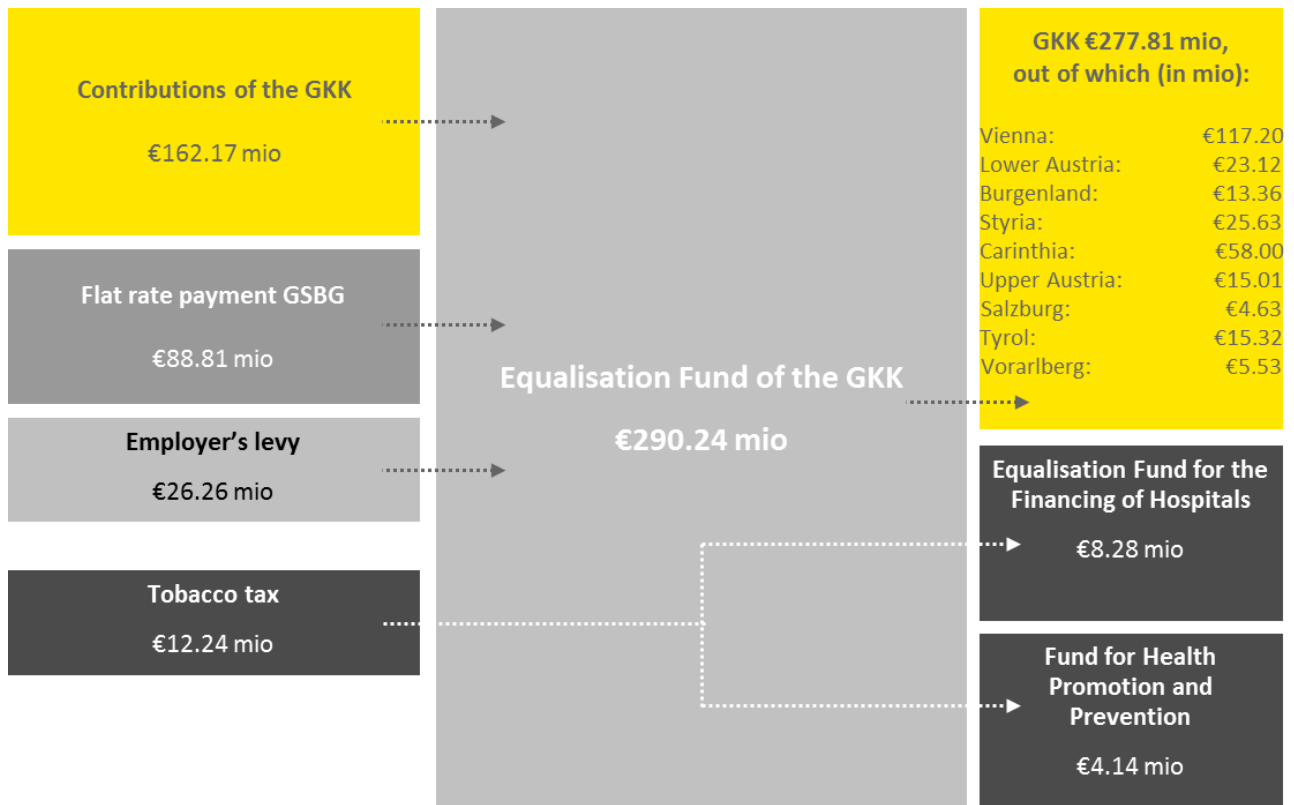 Contributions of the GKK
€162.17 mio
Flat rate payment GSBG
€88.81 mio
Employer’s levy
€26.26 mio
Tobacco tax
€12.24 mio
Equalisation Fund of the GKK
€290.24 mio
GKK €277.81 mio,
out of which (in mio):
Vienna: €117.20
Lower Austria: €23.12
Burgenland: €13.36
Styria: €25.63
Carinthia: €58.00
Upper Austria: €15.01
Salzburg: €4.63
Tyrol: €15.32
Vorarlberg: €5.53
Equalisation Fund for the
Financing of Hospitals
€8.28 mio
Fund for Health
Promotion and
Prevention
€4.14 mio